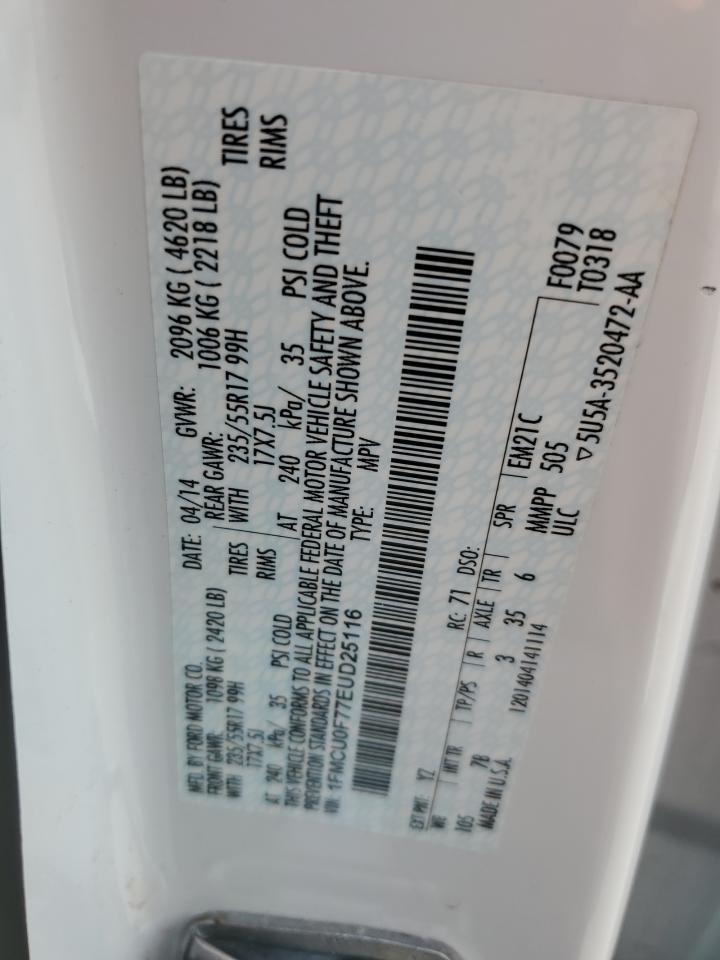 MFD. BY FORD MOTOR CO.
DATE: 04/14 GVWR: 2096 KG ( 4620 LB)
FRONT GAWR: 1098 KG ( 2420 LB) REAR GAWR: 1006 KG ( 2218 LB)
WITH 235/55R17 99H TIRES WITH 235/55R17 99H TIRES
17X7.5J RIMS 17X7.5J RIMS
AT 240 kPa/ 35 PSI COLD AT 240 kPa/ 35 PSI COLD
THIS VEHICLE CONFORMS TO ALL APPLICABLE FEDERAL MOTOR VEHICLE SAFETY AND THEFT
PREVENTION STANDARDS IN EFFECT ON THE DATE OF MANUFACTURE SHOWN ABOVE.
VIN: 1FMCU0F77EUD25116 TYPE: MPV
EXT PNT: YZ RC: 71 DSO:
WB INT TR TP/PS R AXLE TR SPR EM21C F0079
105 7B 3 35 6 MMPP 505 T0318
MADE IN U.S.A. 1201404141114 ULC ▽5U5A-3520472-AA